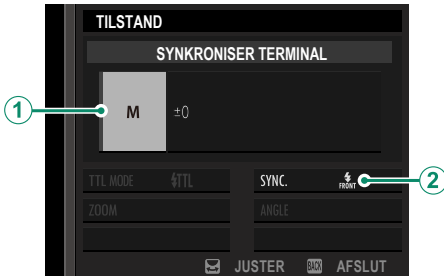 TILSTAND
SYNKRONISER TERMINAL
1 M ±0
TTL MODE TTL SYNC. FRONT 2
ZOOM ANGLE
JUSTER BACK AFSLUT